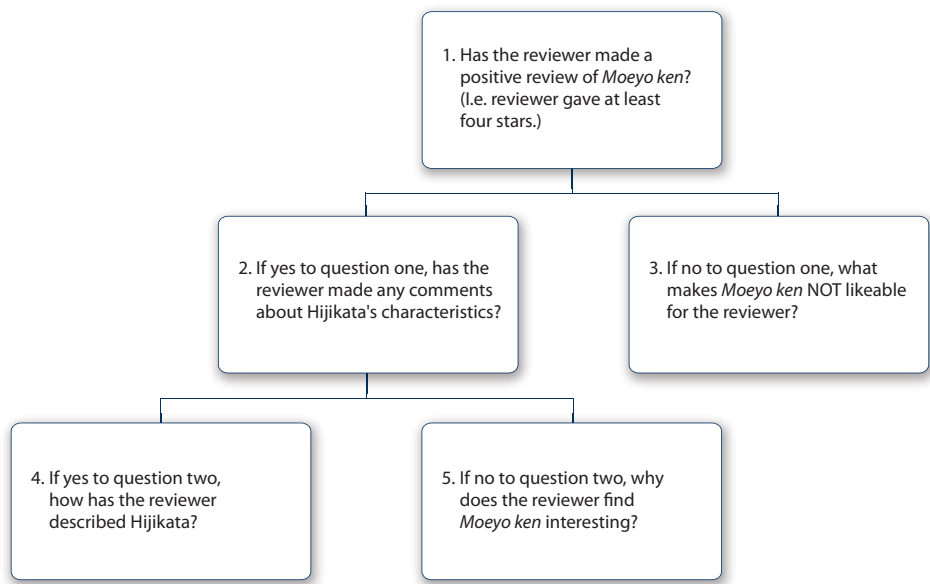 1. Has the reviewer made a
positive review of Moeyo ken?
(I.e. reviewer gave at least
four stars.)
2. If yes to question one, has the
reviewer made any comments
about Hijikata's characteristics?
3. If no to question one, what
makes Moeyo ken NOT likeable
for the reviewer?
4. If yes to question two,
how has the reviewer
described Hijikata?
5. If no to question two, why
does the reviewer find
Moeyo ken interesting?